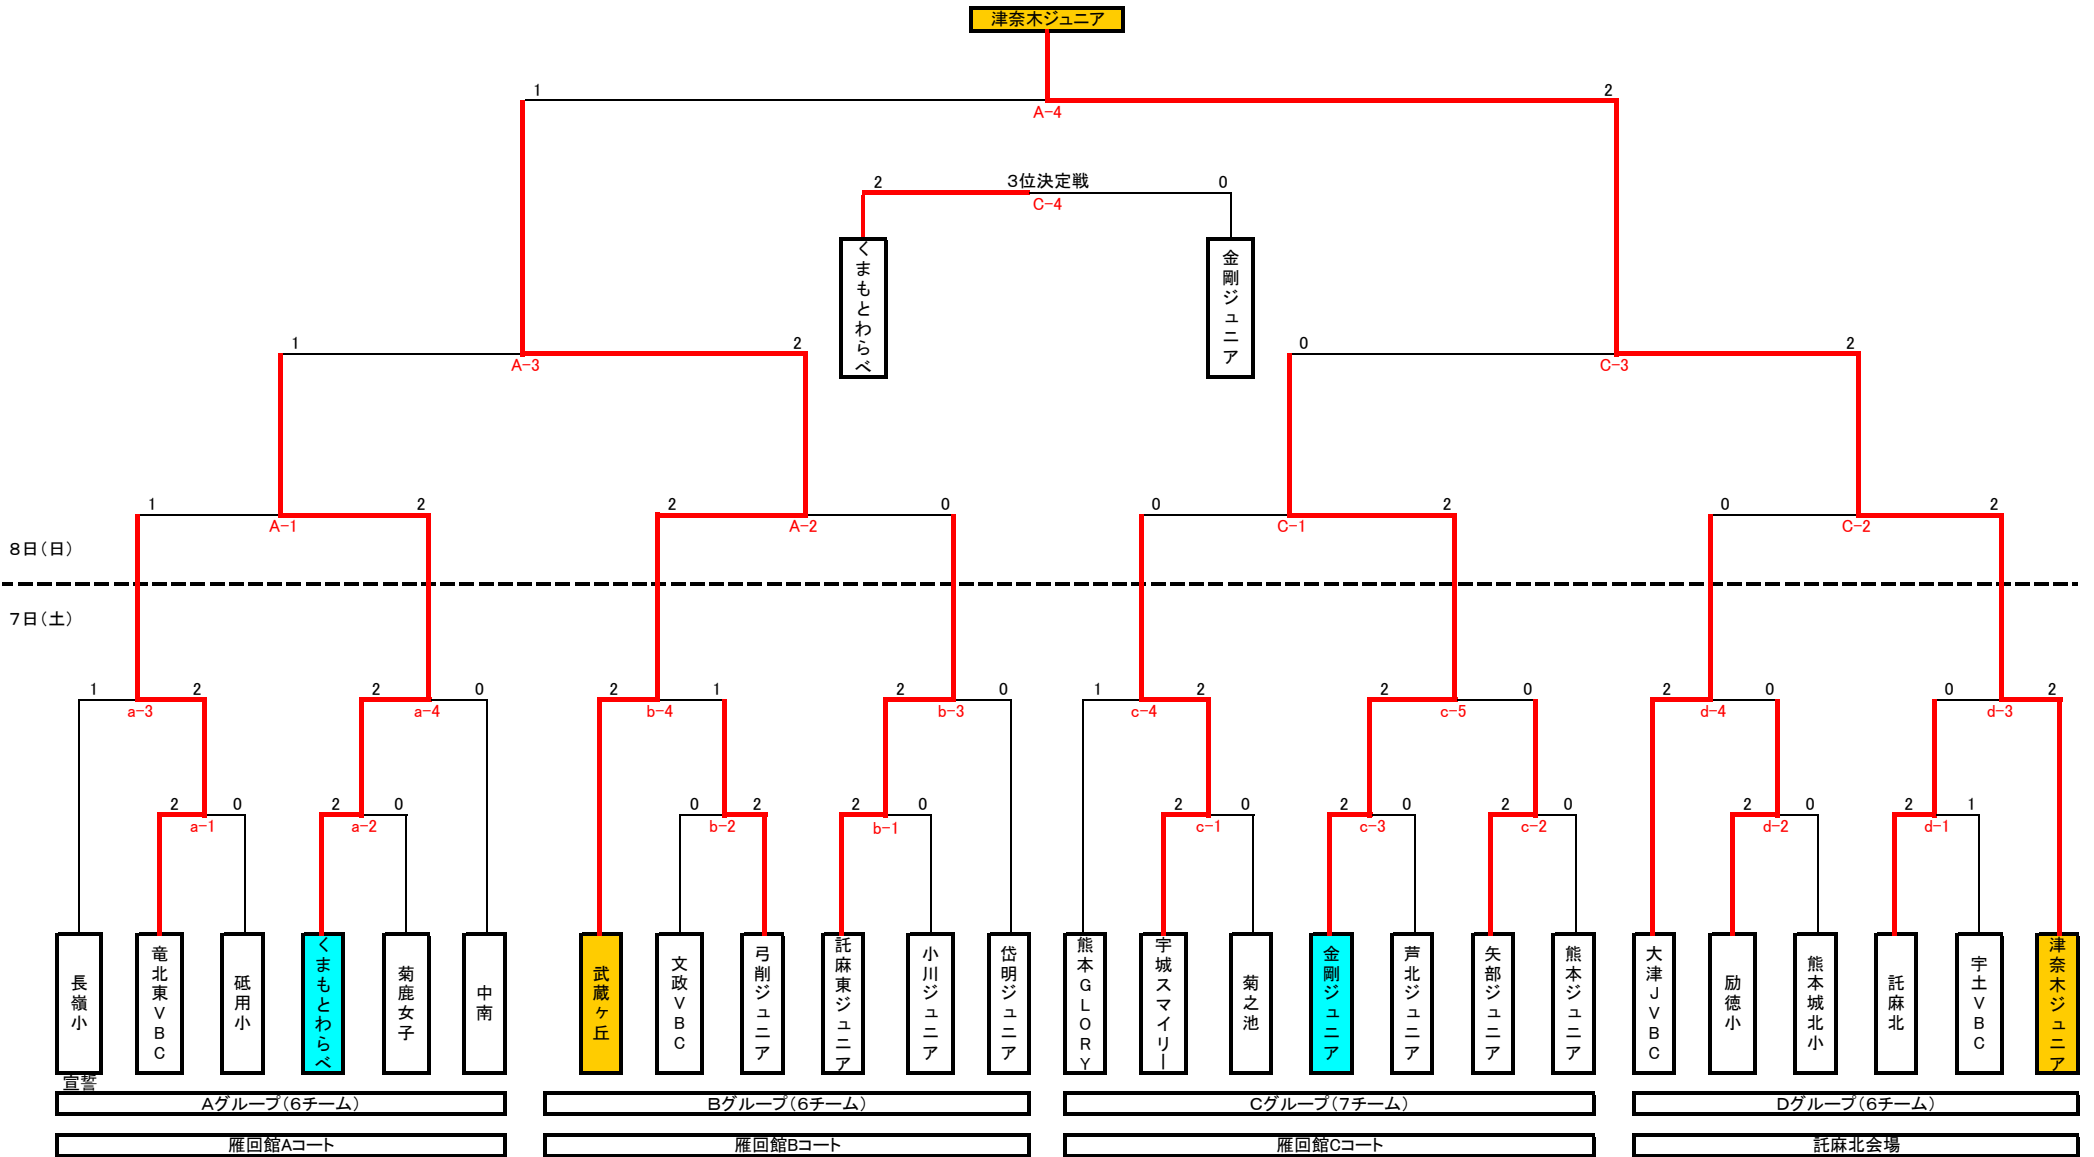 津奈木ジュニア
1 2
A-4
2 3位決定戦 0
C-4
くまもとわらべ
金剛ジュニア
1 2 0 2
A-3 C-3
1 2 2 0 0 2 0 2
A-1 A-2 C-1 C-2
8日(日)
7日(土)
1 2 2 0 2 1 2 0 1 2 2 0 2 0 0 2
a-3 a-4 b-4 b-3 c-4 c-5 d-4 d-3
2 0 2 0 0 2 2 0 2 0 2 0 2 0 2 0 2 1
a-1 a-2 b-2 b-1 c-1 c-3 c-2 d-2 d-1
長嶺小
竜北東VBC
砥用小
くまもとわらべ
菊鹿女子
中南
武蔵ヶ丘
文政VBC
弓削ジュニア
託麻東ジュニア
小川ジュニア
岱明ジュニア
熊本GLORY
宇城スマイリー
菊之池
金剛ジュニア
芦北ジュニア
矢部ジュニア
熊本ジュニア
大津JVBC
励徳小
熊本城北小
託麻北
宇土VBC
津奈木ジュニア
宣誓
Aグループ(6チーム) Bグループ(6チーム) Cグループ(7チーム) Dグループ(6チーム)
雁回館Aコート 雁回館Bコート 雁回館Cコート 託麻北会場